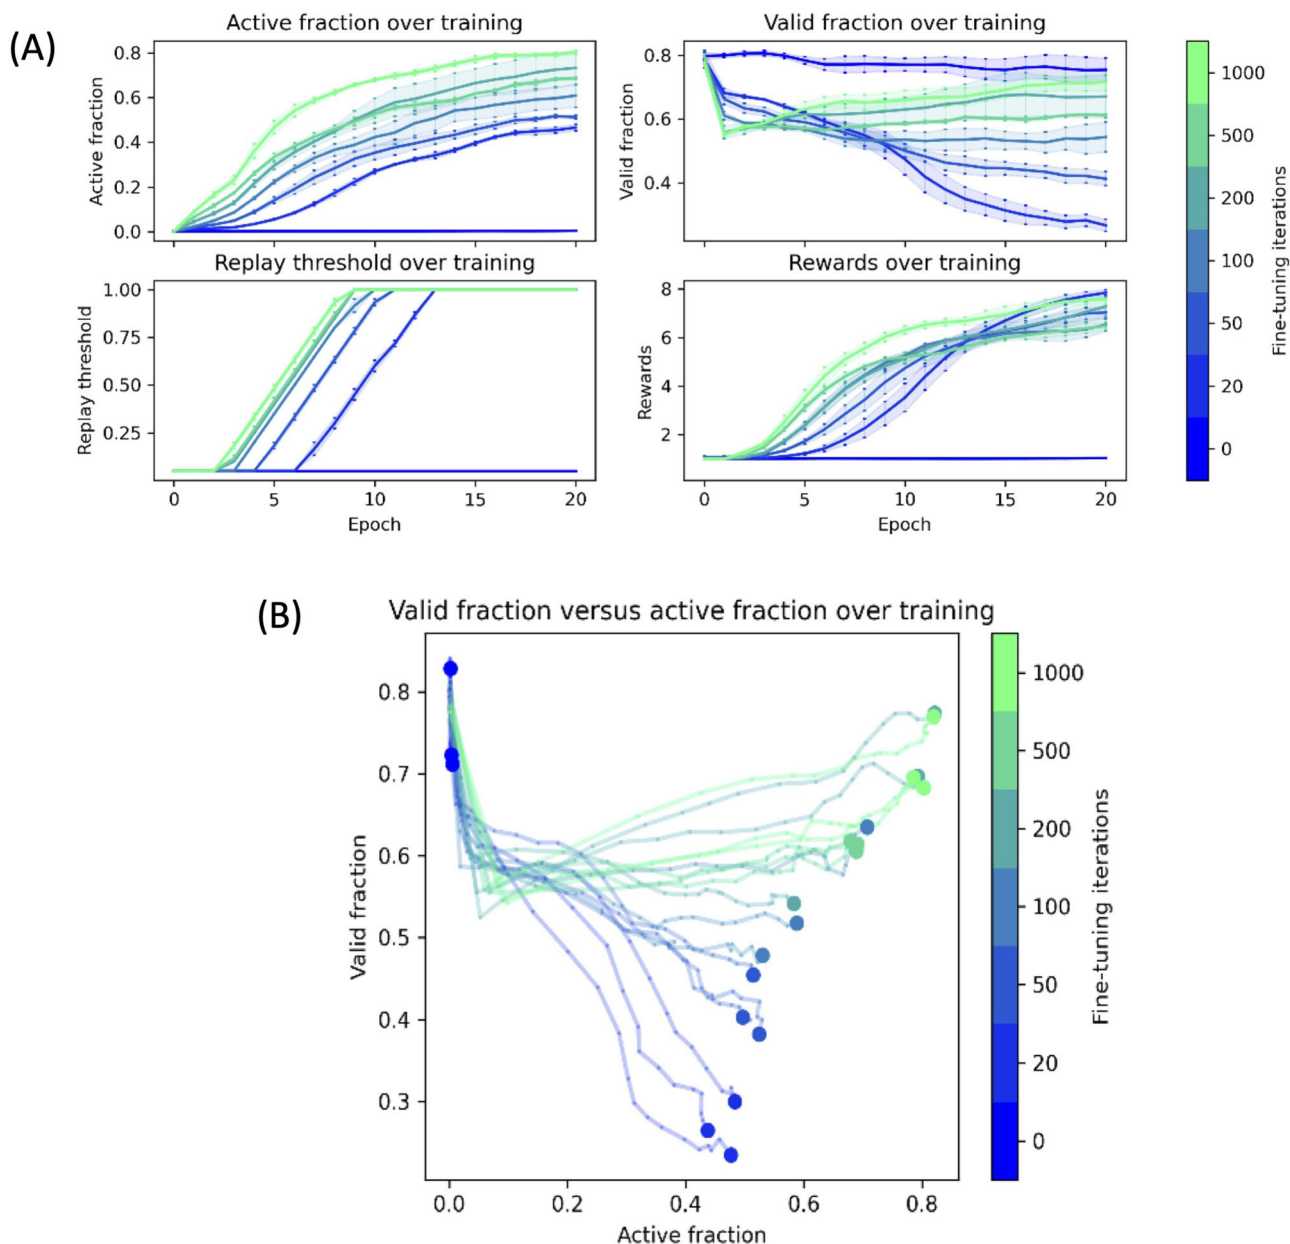 (A)
Active fraction over training
Valid fraction over training
Active fraction
0.8
0.6
0.4
0.2
0.0
Valid fraction
0.8
0.6
0.4
Replay threshold over training
Rewards over training
Replay threshold
1.00
0.75
0.50
0.25
0 5 10 15 20
Epoch
Rewards
8
6
4
2
0 5 10 15 20
Epoch
1000
500
200
100
50
20
0
Fine-tuning iterations
(B)
Valid fraction versus active fraction over training
Valid fraction
0.8
0.7
0.6
0.5
0.4
0.3
0.0 0.2 0.4 0.6 0.8
Active fraction
1000
500
200
100
50
20
0
Fine-tuning iterations